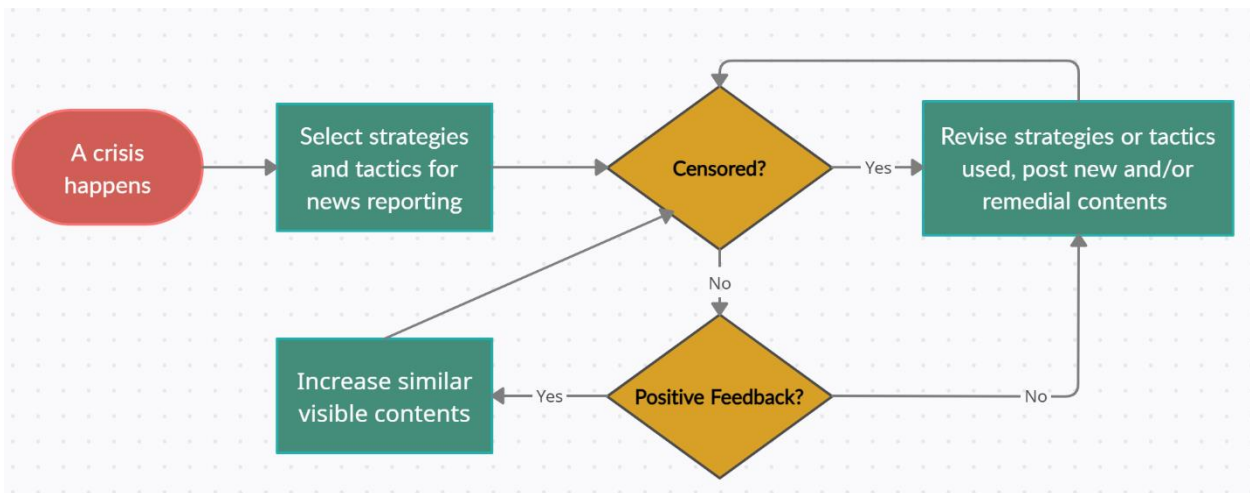 A crisis
happens
Select strategies
and tactics for
news reporting
Censored?
Yes
Revise strategies or tactics
used, post new and/or
remedial contents
No
Positive Feedback?
Yes
Increase similar
visible contents
No